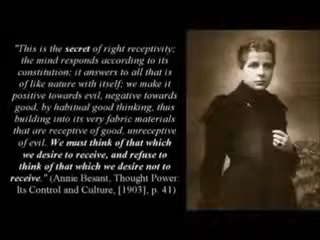 "This is the secret of right receptivity;
the mind responds according to its
constitution; it answers to all that is
of like nature with itself; we make it
positive towards evil, negative towards
good, by habitual good thinking, thus
building into its very fabric materials
that are receptive of good, unreceptive
of evil. We must think of that which
we desire to receive, and refuse to
think of that which we desire not to
receive." (Annie Besant, Thought Power:
Its Control and Culture, [1903], p. 41)